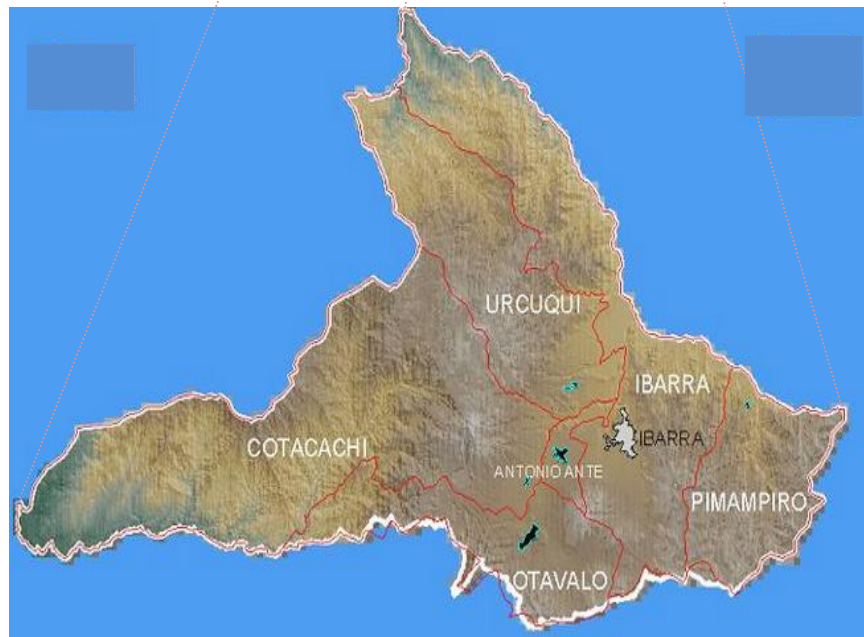 URCUQUI
IBARRA
COTACACHI
IBARRA
ANTONIO ANTE
PIMAMPIRO
OTAVALO